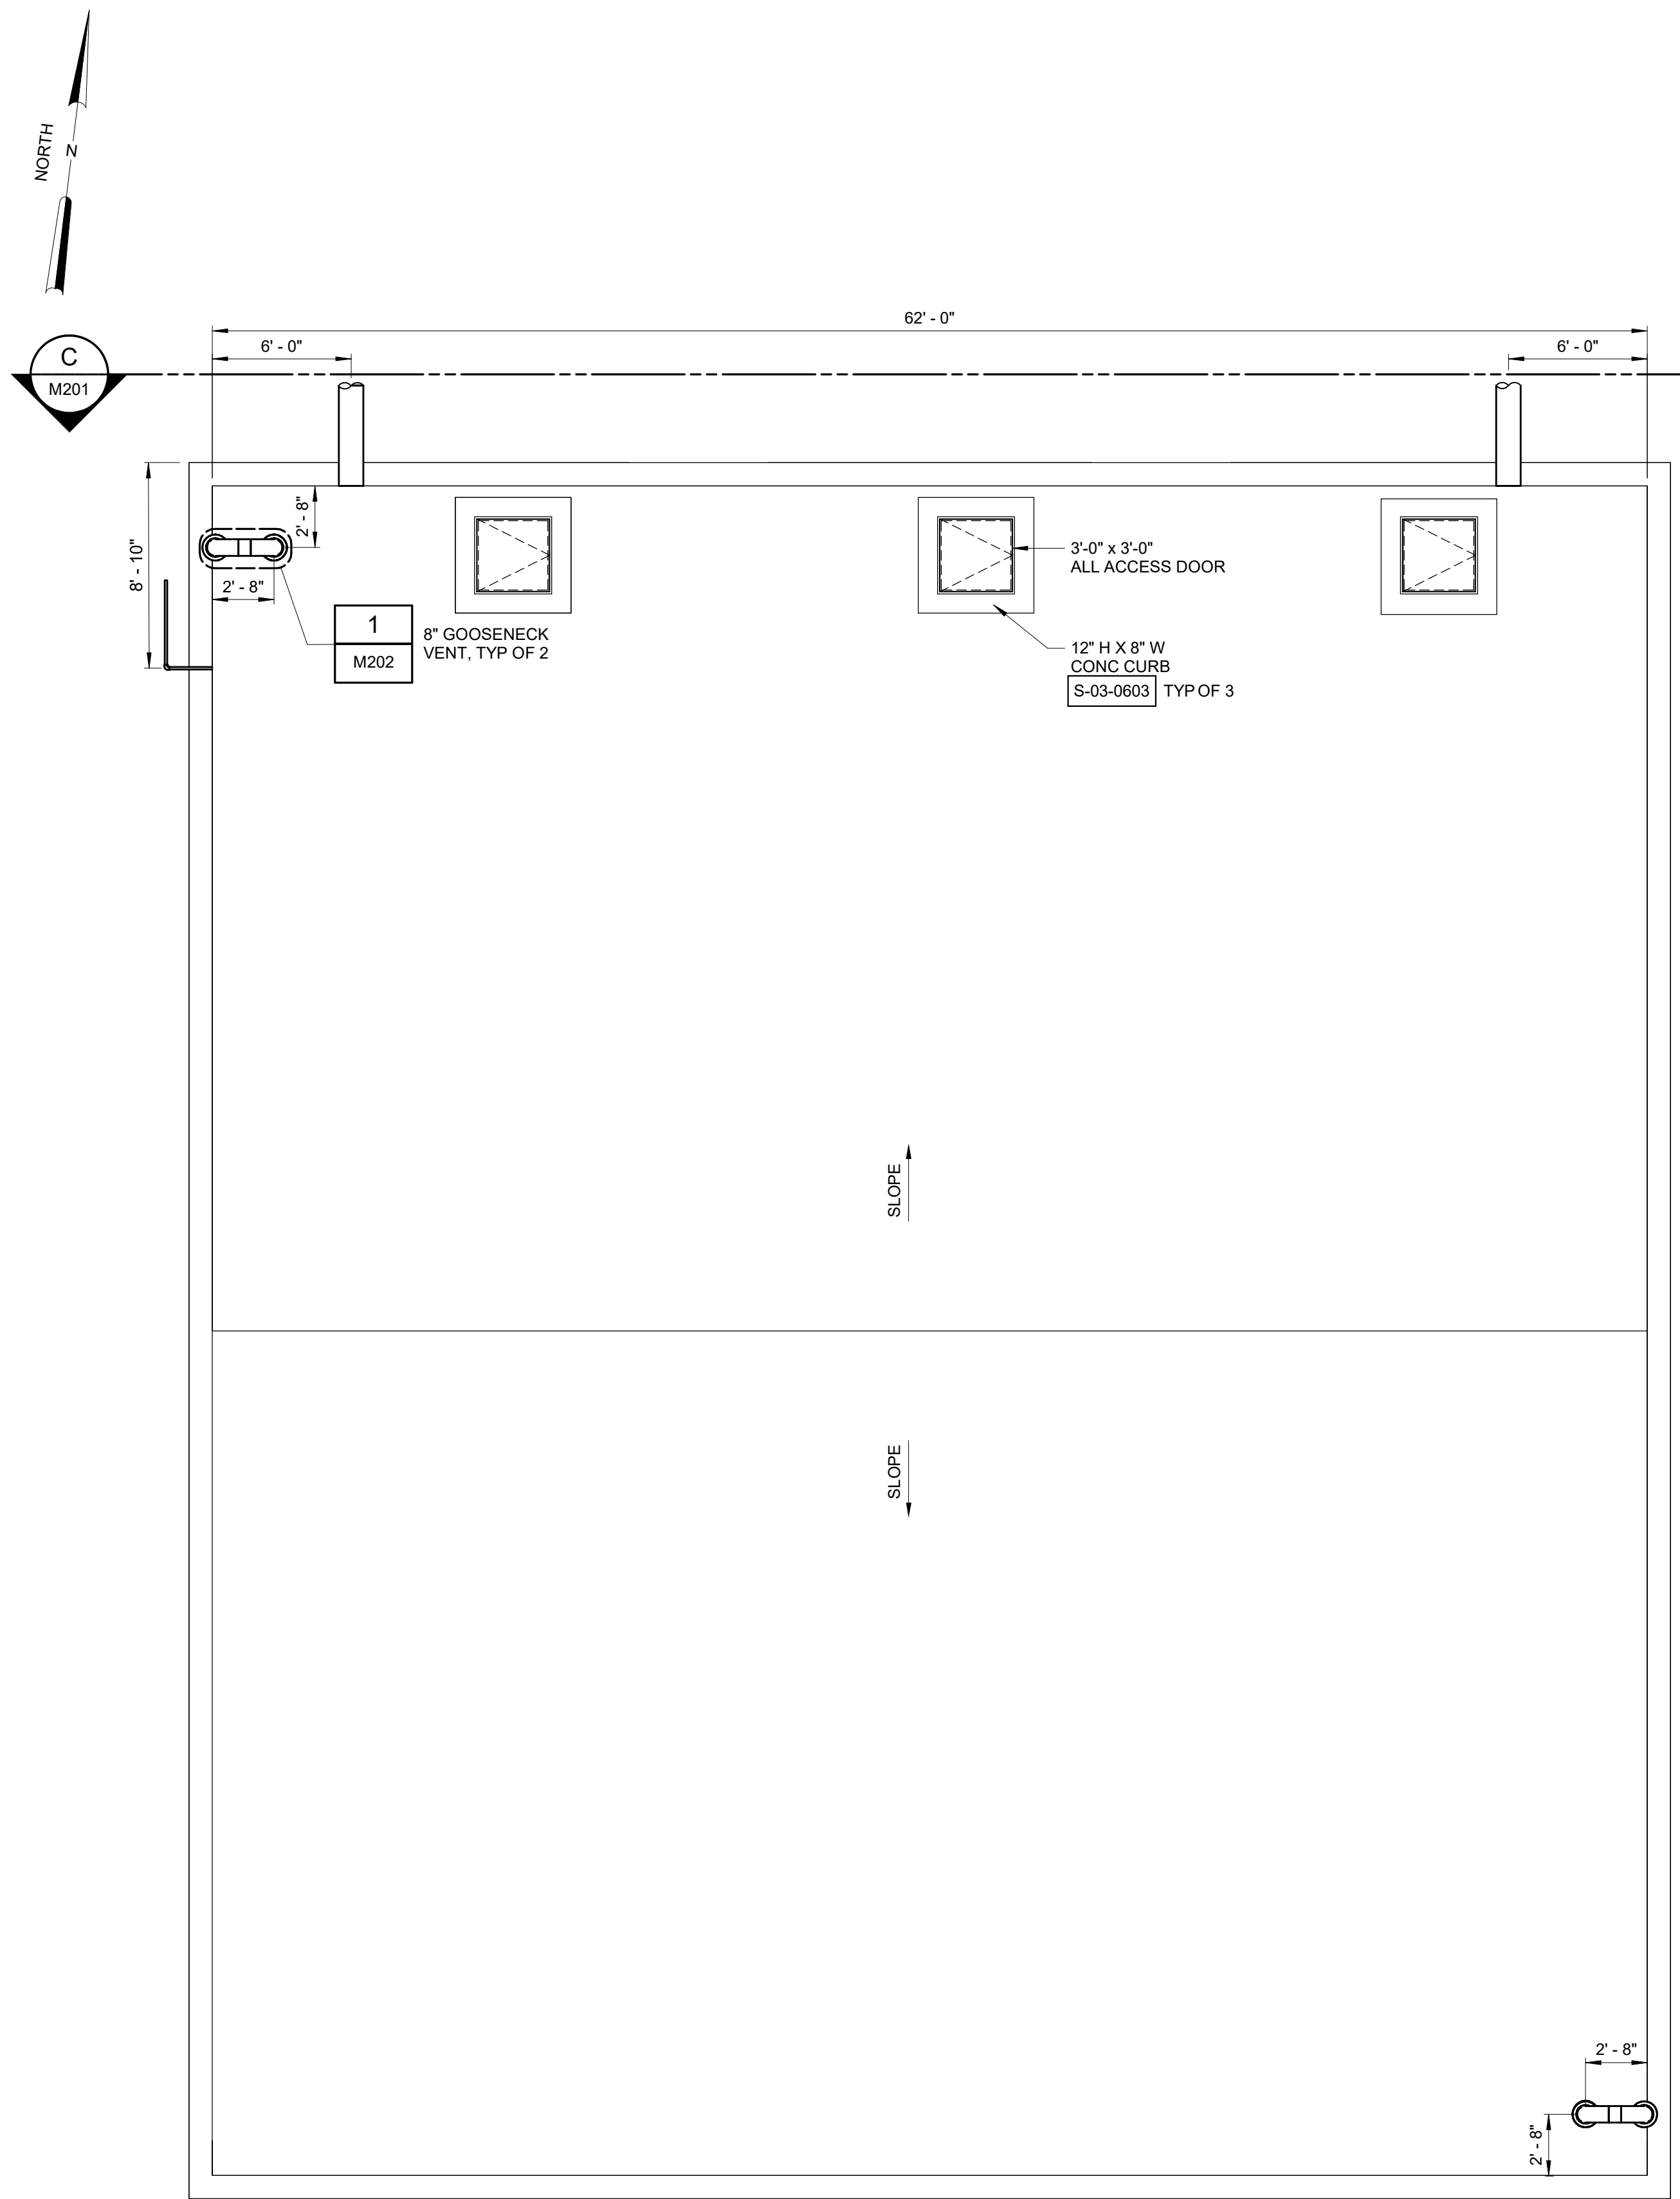 NORTH
N
62' - 0"
6' - 0"
6' - 0"
C
M201
8' - 10"
2' - 8"
2' - 8"
1
M202
8" GOOSENECK
VENT, TYP OF 2
3'-0" x 3'-0"
ALL ACCESS DOOR
12" H X 8" W
CONC CURB
S-03-0603 TYP OF 3
SLOPE
SLOPE
2' - 8"
2' - 8"